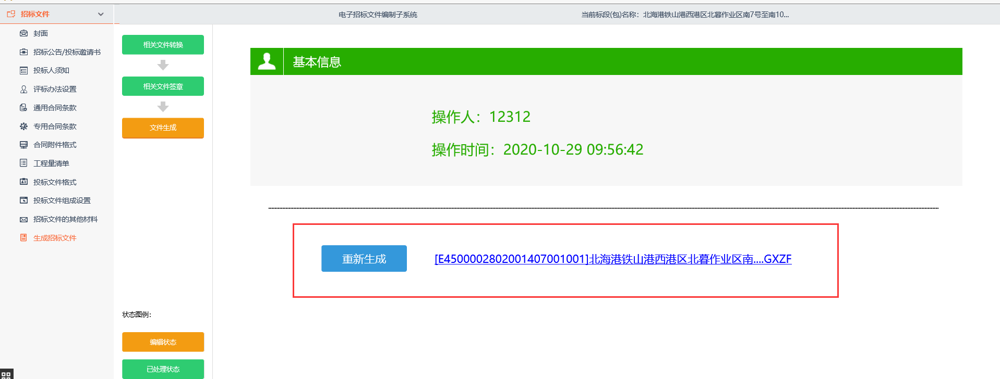 招标文件
电子招标文件编制子系统
当前标段(包)名称：北海港铁山港西港区北暮作业区南7号至南10...
封面
招标公告/投标邀请书
投标人须知
评标办法设置
通用合同条款
专用合同条款
合同附件格式
工程量清单
投标文件格式
投标文件组成设置
招标文件的其他材料
生成招标文件
相关文件转换
相关文件签章
文件生成
状态图例：
编辑状态
已处理状态
基本信息
操作人：12312
操作时间：2020-10-29 09:56:42
重新生成
[E4500002802001407001001]北海港铁山港西港区北暮作业区南....GXZF